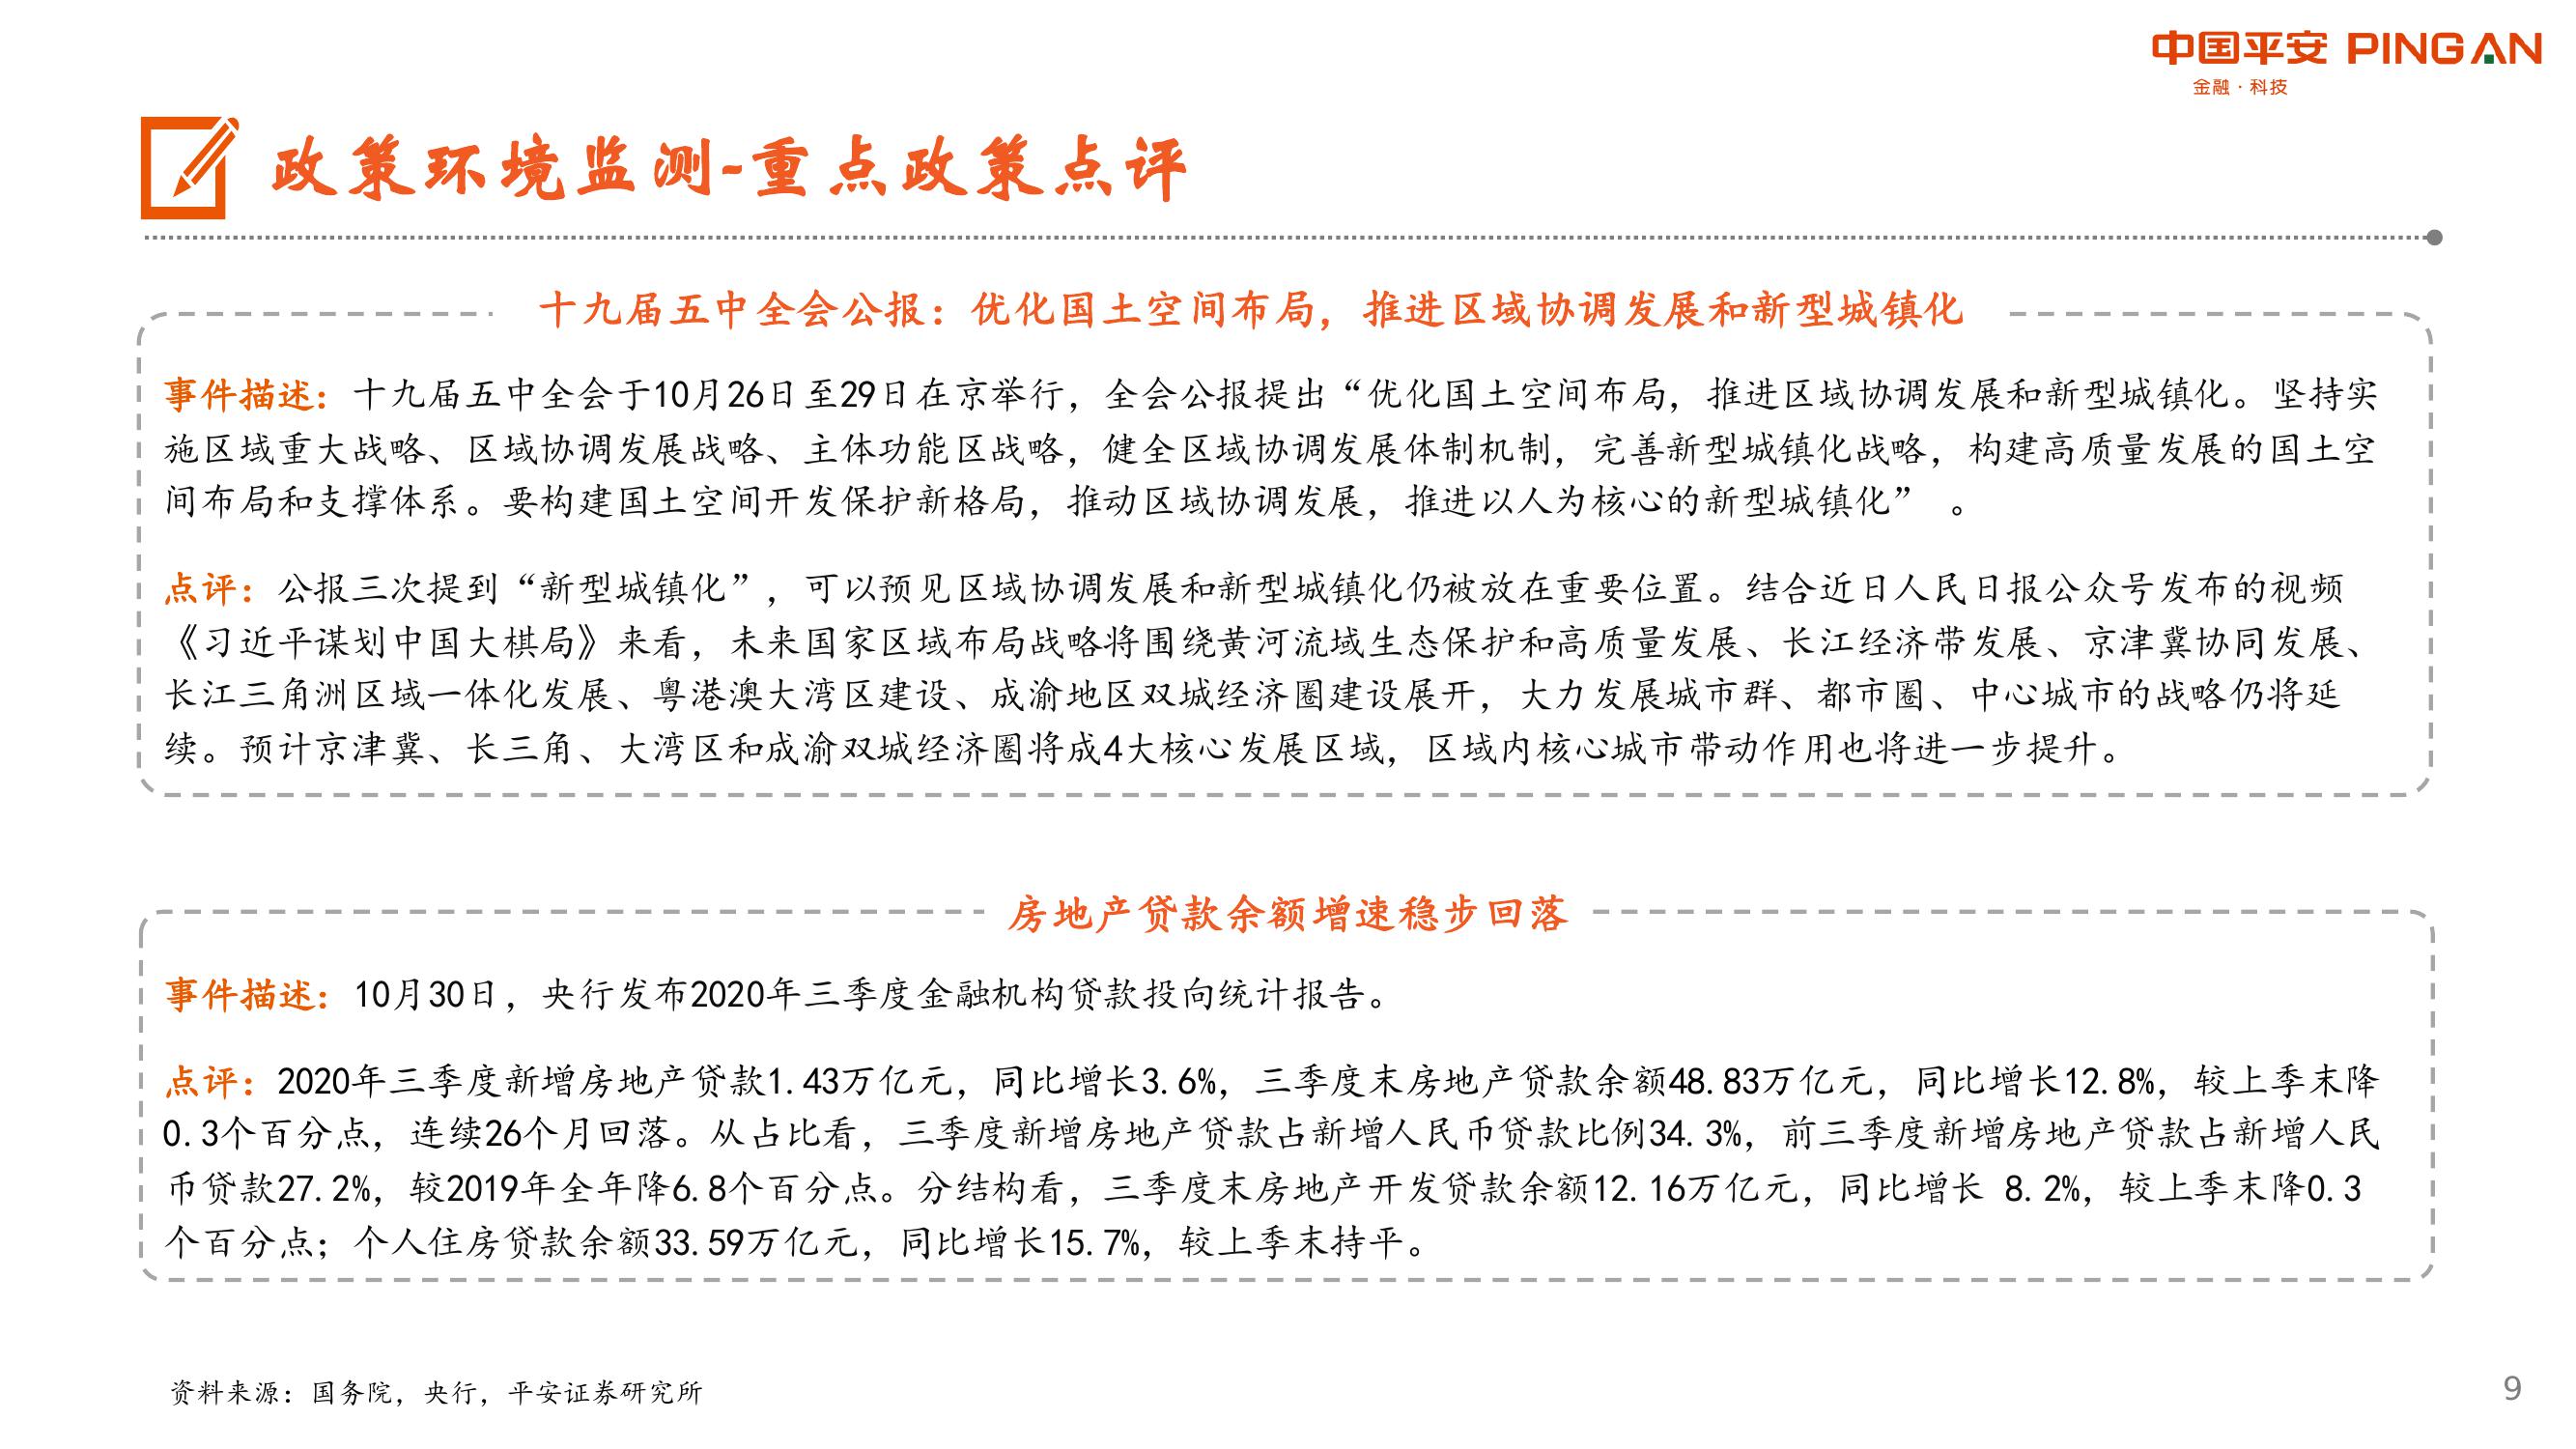 中国平安 PINGAN
金融·科技
政策环境监测-重点政策点评
十九届五中全会公报：优化国土空间布局，推进区域协调发展和新型城镇化
事件描述：十九届五中全会于10月26日至29日在京举行，全会公报提出“优化国土空间布局，推进区域协调发展和新型城镇化。坚持实
施区域重大战略、区域协调发展战略、主体功能区战略，健全区域协调发展体制机制，完善新型城镇化战略，构建高质量发展的国土空
间布局和支撑体系。要构建国土空间开发保护新格局，推动区域协调发展，推进以人为核心的新型城镇化” 。
点评：公报三次提到“新型城镇化”，可以预见区域协调发展和新型城镇化仍被放在重要位置。结合近日人民日报公众号发布的视频
《习近平谋划中国大棋局》来看，未来国家区域布局战略将围绕黄河流域生态保护和高质量发展、长江经济带发展、京津冀协同发展、
长江三角洲区域一体化发展、粤港澳大湾区建设、成渝地区双城经济圈建设展开，大力发展城市群、都市圈、中心城市的战略仍将延
续。预计京津冀、长三角、大湾区和成渝双城经济圈将成4大核心发展区域，区域内核心城市带动作用也将进一步提升。
房地产贷款余额增速稳步回落
事件描述：10月30日，央行发布2020年三季度金融机构贷款投向统计报告。
点评：2020年三季度新增房地产贷款1.43万亿元，同比增长3.6%，三季度末房地产贷款余额48.83万亿元，同比增长12.8%，较上季末降
0.3个百分点，连续26个月回落。从占比看，三季度新增房地产贷款占新增人民币贷款比例34.3%，前三季度新增房地产贷款占新增人民
币贷款27.2%，较2019年全年降6.8个百分点。分结构看，三季度末房地产开发贷款余额12.16万亿元，同比增长 8.2%，较上季末降0.3
个百分点；个人住房贷款余额33.59万亿元，同比增长15.7%，较上季末持平。
资料来源：国务院，央行，平安证券研究所
9